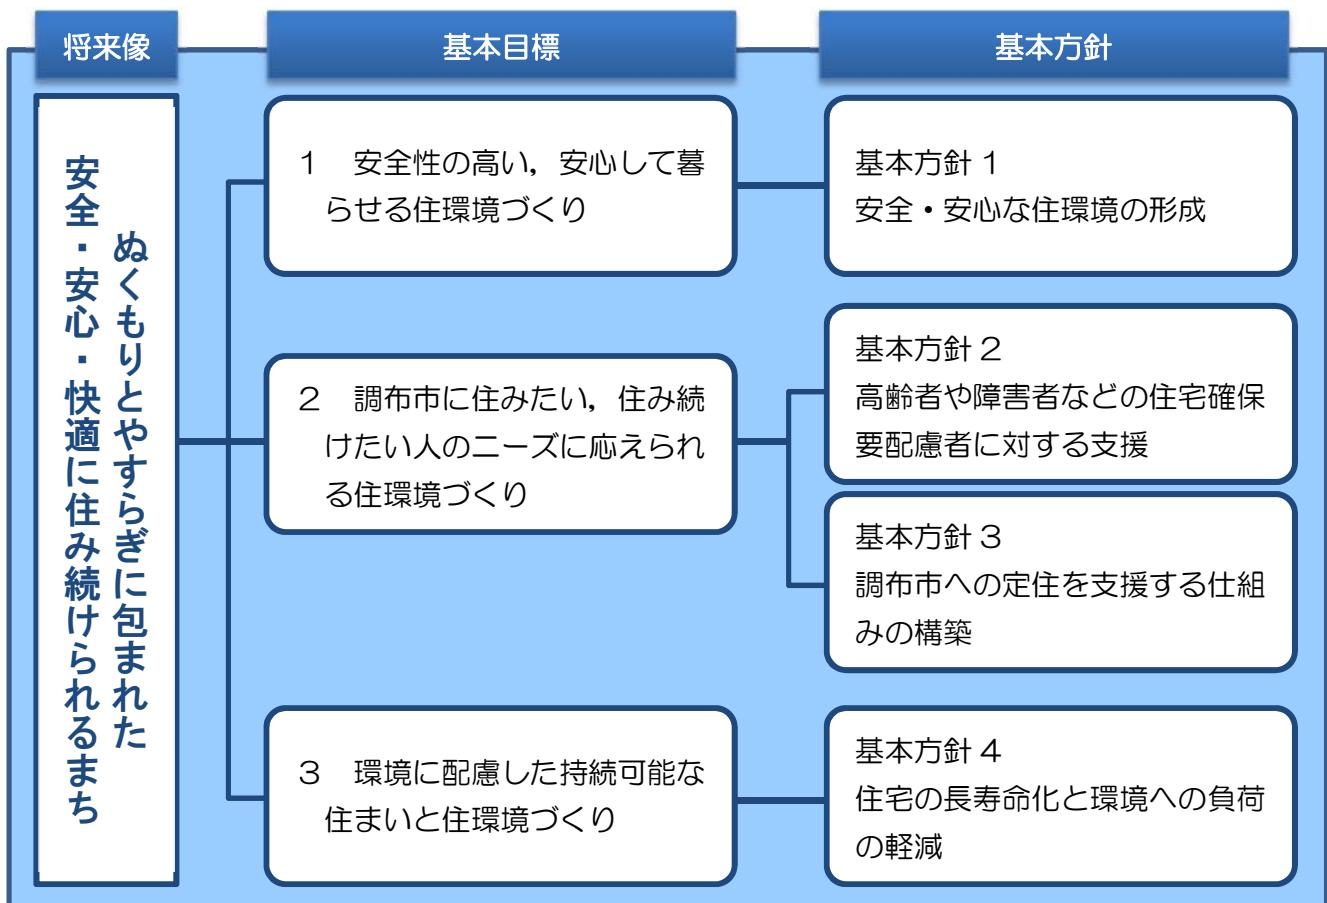 将来像
基本目標
基本方針
ぬくもりとやすらぎに包まれた
安全・安心・快適に住み続けられるまち
1　安全性の高い，安心して暮
らせる住環境づくり
基本方針1
安全・安心な住環境の形成
2　調布市に住みたい，住み続
けたい人のニーズに応えられ
る住環境づくり
基本方針2
高齢者や障害者などの住宅確保
要配慮者に対する支援
基本方針3
調布市への定住を支援する仕組
みの構築
3　環境に配慮した持続可能な
住まいと住環境づくり
基本方針4
住宅の長寿命化と環境への負荷
の軽減